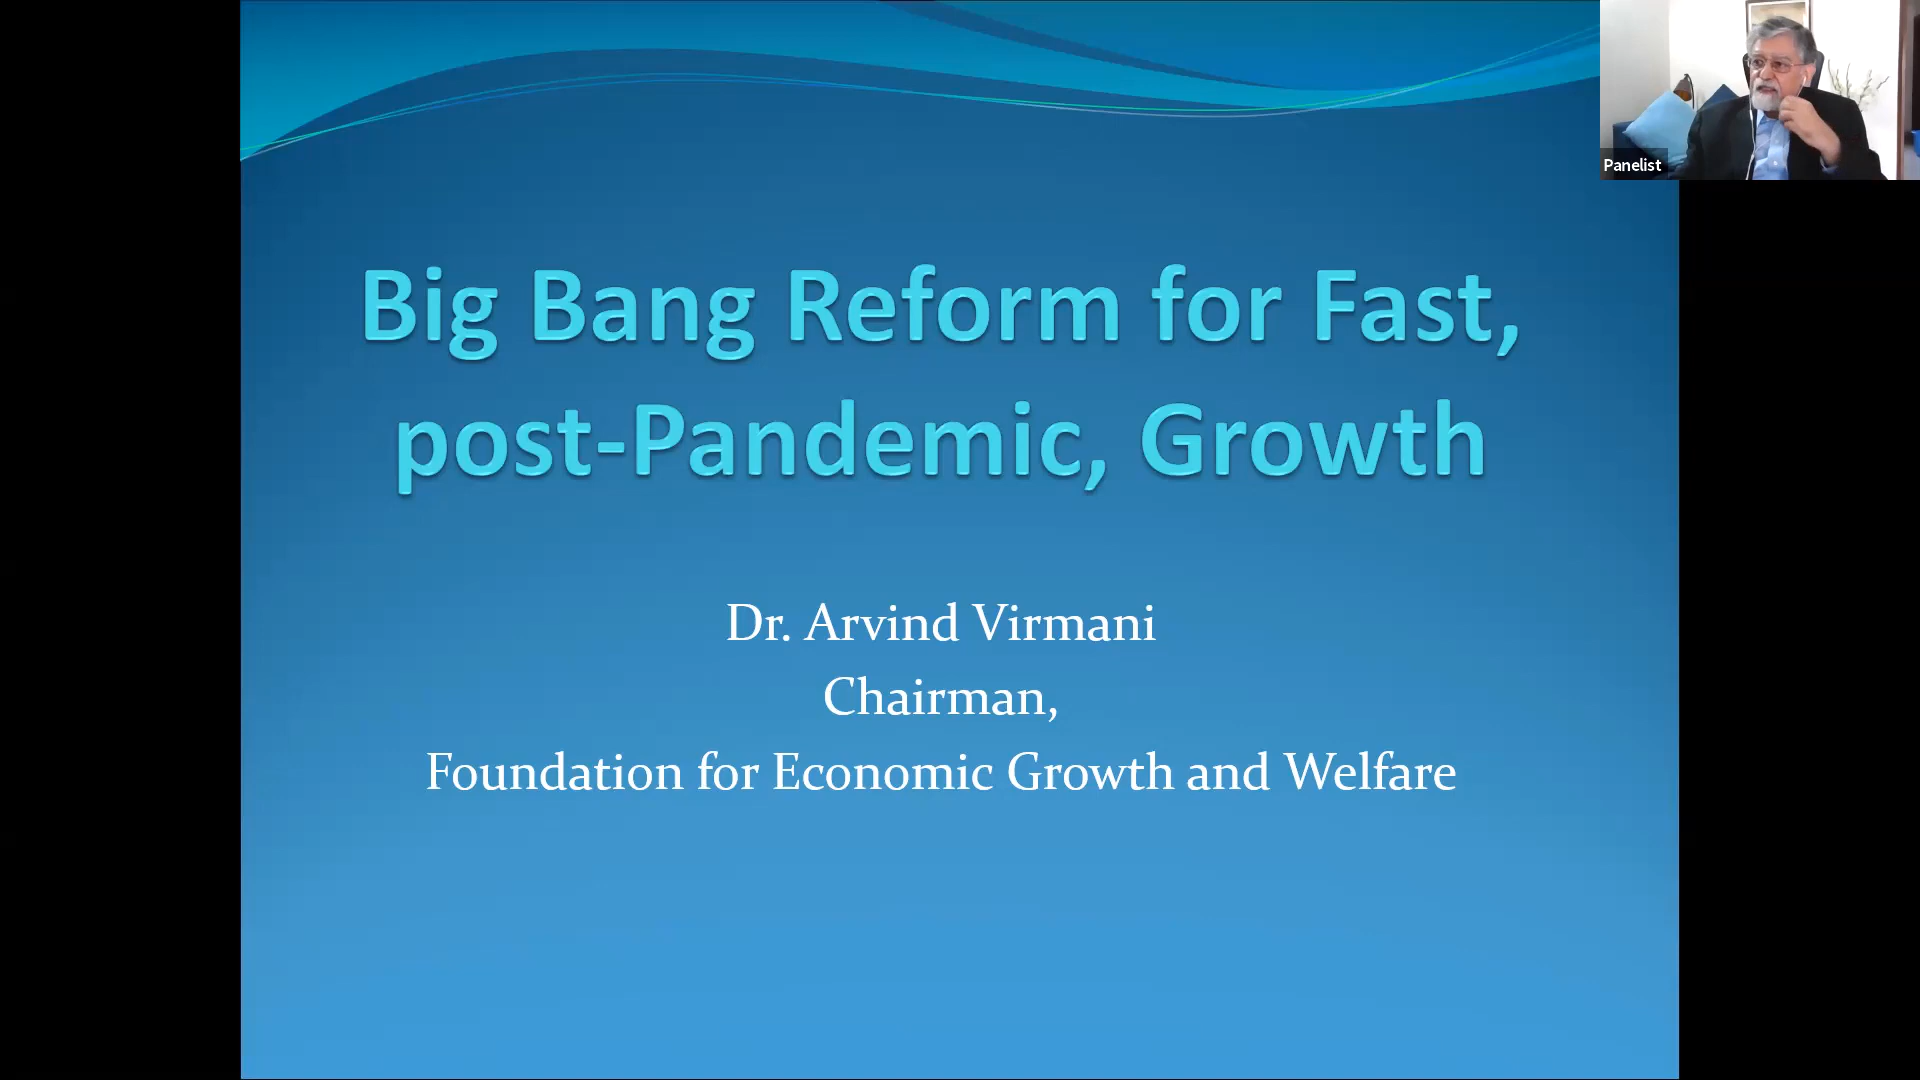 Big Bang Reform for Fast,
post-Pandemic, Growth
Dr. Arvind Virmani
Chairman,
Foundation for Economic Growth and Welfare
Panelist